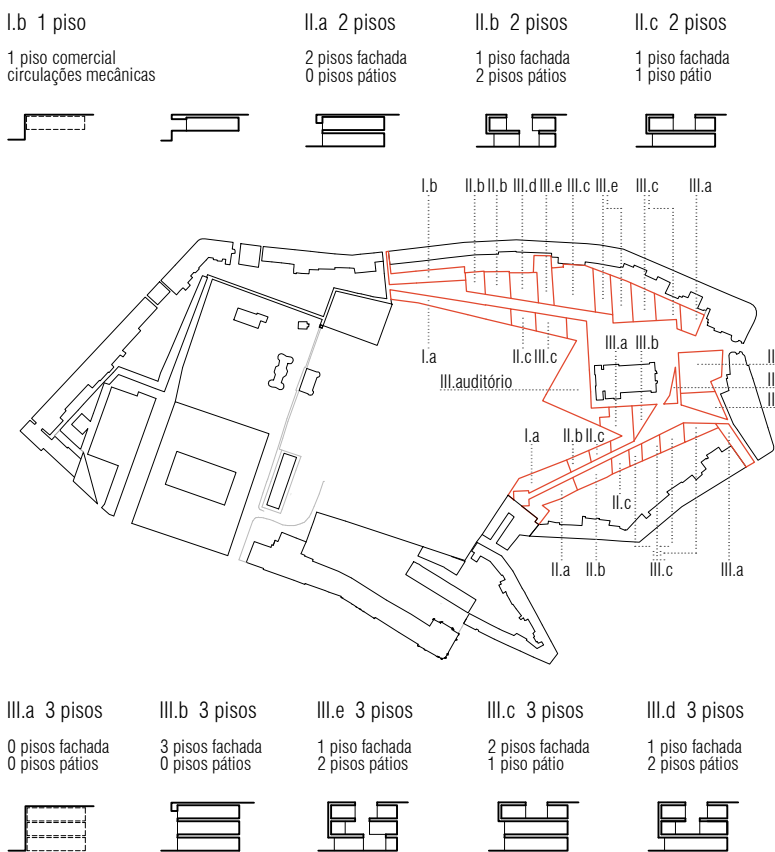 I.b 1 piso
1 piso comercial
circulações mecânicas
II.a 2 pisos
2 pisos fachada
0 pisos pátios
II.b 2 pisos
1 piso fachada
2 pisos pátios
II.c 2 pisos
1 piso fachada
1 piso pátio
I.b II.b II.b III.d III.e III.c III.e III.c III.a
I.a II.c III.c III.a III.b II
III.auditório II
II
I.a II.b II.c
II.c
II.a II.b III.c III.a
III.a 3 pisos
0 pisos fachada
0 pisos pátios
III.b 3 pisos
3 pisos fachada
0 pisos pátios
III.e 3 pisos
1 piso fachada
2 pisos pátios
III.c 3 pisos
2 pisos fachada
1 piso pátio
III.d 3 pisos
1 piso fachada
2 pisos pátios